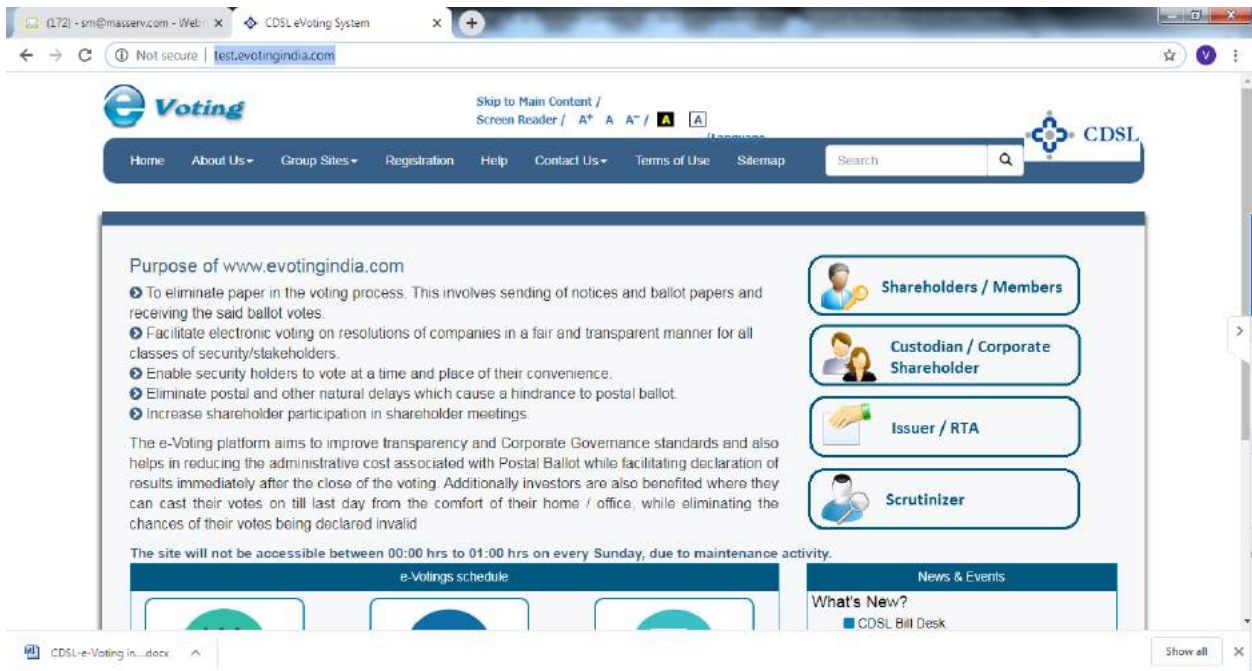 (172) - sm@masserv.com - Web
CDSL eVoting System
Not secure | test.evotingindia.com
V
e Voting
Skip to Main Content /
Screen Reader / A+ A A- / A A
CDSL
Home About Us Group Sites Registration Help Contact Us Terms of Use Sitemap Search
Purpose of www.evotingindia.com
To eliminate paper in the voting process. This involves sending of notices and ballot papers and
receiving the said ballot votes.
Facilitate electronic voting on resolutions of companies in a fair and transparent manner for all
classes of security/stakeholders.
Enable security holders to vote at a time and place of their convenience.
Eliminate postal and other natural delays which cause a hindrance to postal ballot.
Increase shareholder participation in shareholder meetings.
The e-Voting platform aims to improve transparency and Corporate Governance standards and also
helps in reducing the administrative cost associated with Postal Ballot while facilitating declaration of
results immediately after the close of the voting. Additionally investors are also benefited where they
can cast their votes on till last day from the comfort of their home / office, while eliminating the
chances of their votes being declared invalid
Shareholders / Members
Custodian / Corporate
Shareholder
Issuer / RTA
Scrutinizer
The site will not be accessible between 00:00 hrs to 01:00 hrs on every Sunday, due to maintenance activity.
e-Votings schedule
News & Events
What's New?
CDSL Bill Desk
CDSL-e-Voting in....docx
Show all